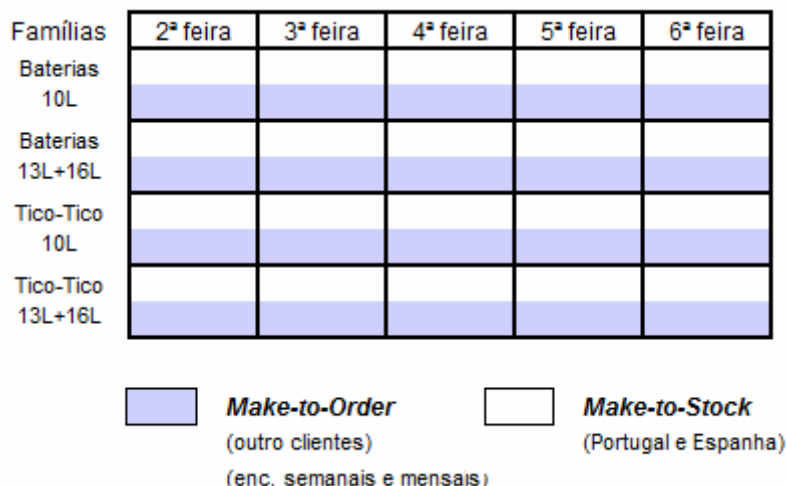 Famílias 2ª feira 3ª feira 4ª feira 5ª feira 6ª feira
Baterias
10L
Baterias
13L+16L
Tico-Tico
10L
Tico-Tico
13L+16L
Make-to-Order Make-to-Stock
(outro clientes) (Portugal e Espanha)
(enc. semanais e mensais)